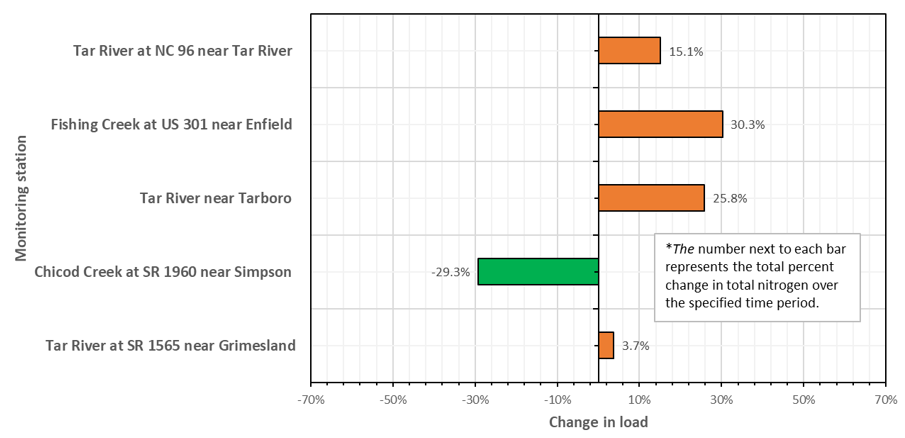 Tar River at NC 96 near Tar River
15.1%
Fishing Creek at US 301 near Enfield
30.3%
Tar River near Tarboro
25.8%
*The number next to each bar
represents the total percent
change in total nitrogen over
the specified time period.
Chicod Creek at SR 1960 near Simpson
-29.3%
Tar River at SR 1565 near Grimesland
3.7%
Monitoring station
-70%
-50%
-30%
-10%
10%
30%
50%
70%
Change in load